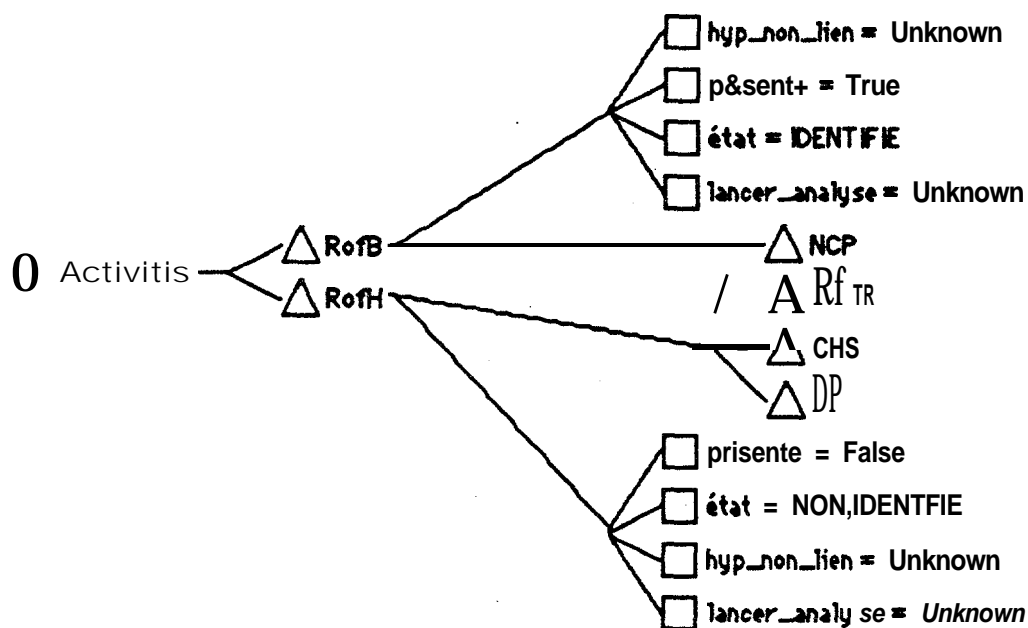 hyp_non_lien = Unknown
p&sent+ = True
état = IDENTIFIE
lancer_analyse = Unknown
0 Activitis
RofB
NCP
RofH
/ A Rf TR
CHS
DP
prisente = False
état = NON,IDENTFIE
hyp_non_lien = Unknown
lancer_analy se = Unknown